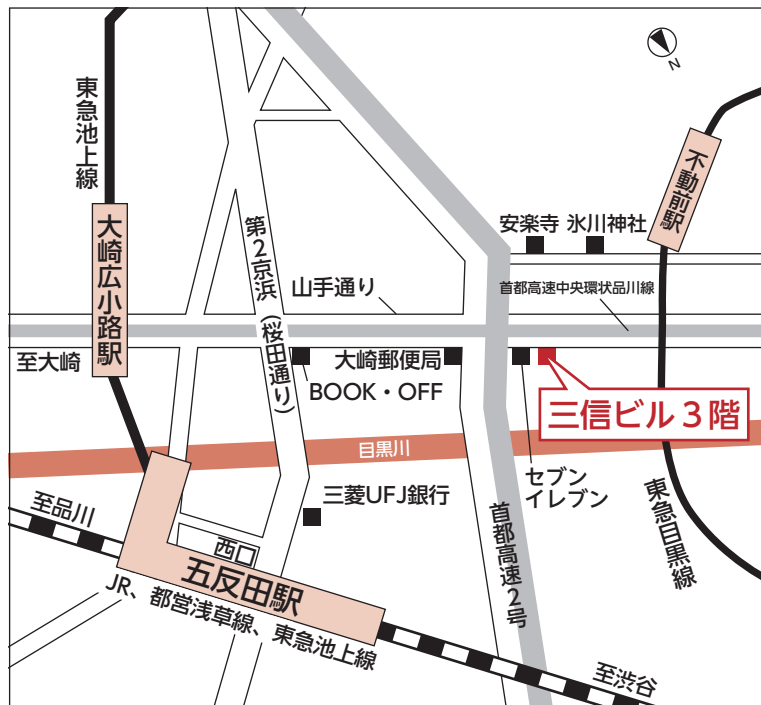 N
東急池上線
不動前駅
大崎広小路駅
第2京浜(桜田通り)
安楽寺
氷川神社
山手通り
首都高速中央環状品川線
至大崎
大崎郵便局
BOOK・OFF
三信ビル3階
目黒川
セブン
イレブン
三菱UFJ銀行
東急目黒線
至品川
首都高速2号
西口
五反田駅
JR、都営浅草線、東急池上線
至渋谷